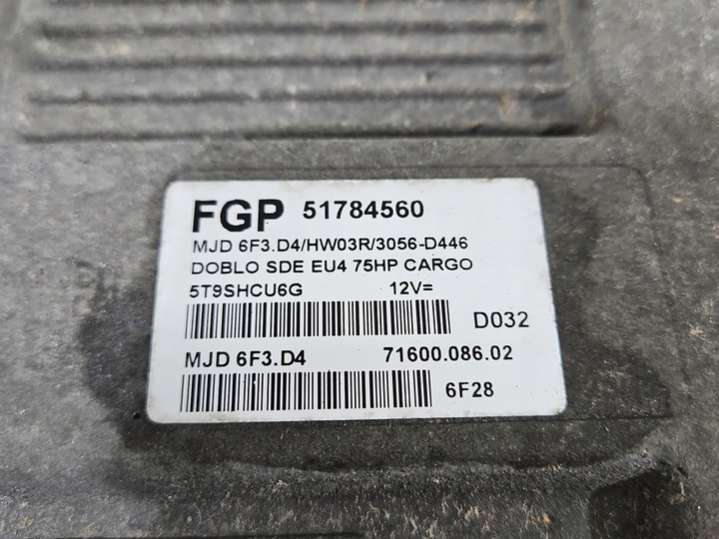 FGP 51784560
MJD 6F3.D4/HW03R/3056-D446
DOBLO SDE EU4 75HP CARGO
5T9SHCU6G 12V=
D032
MJD 6F3.D4 71600.086.02
6F28